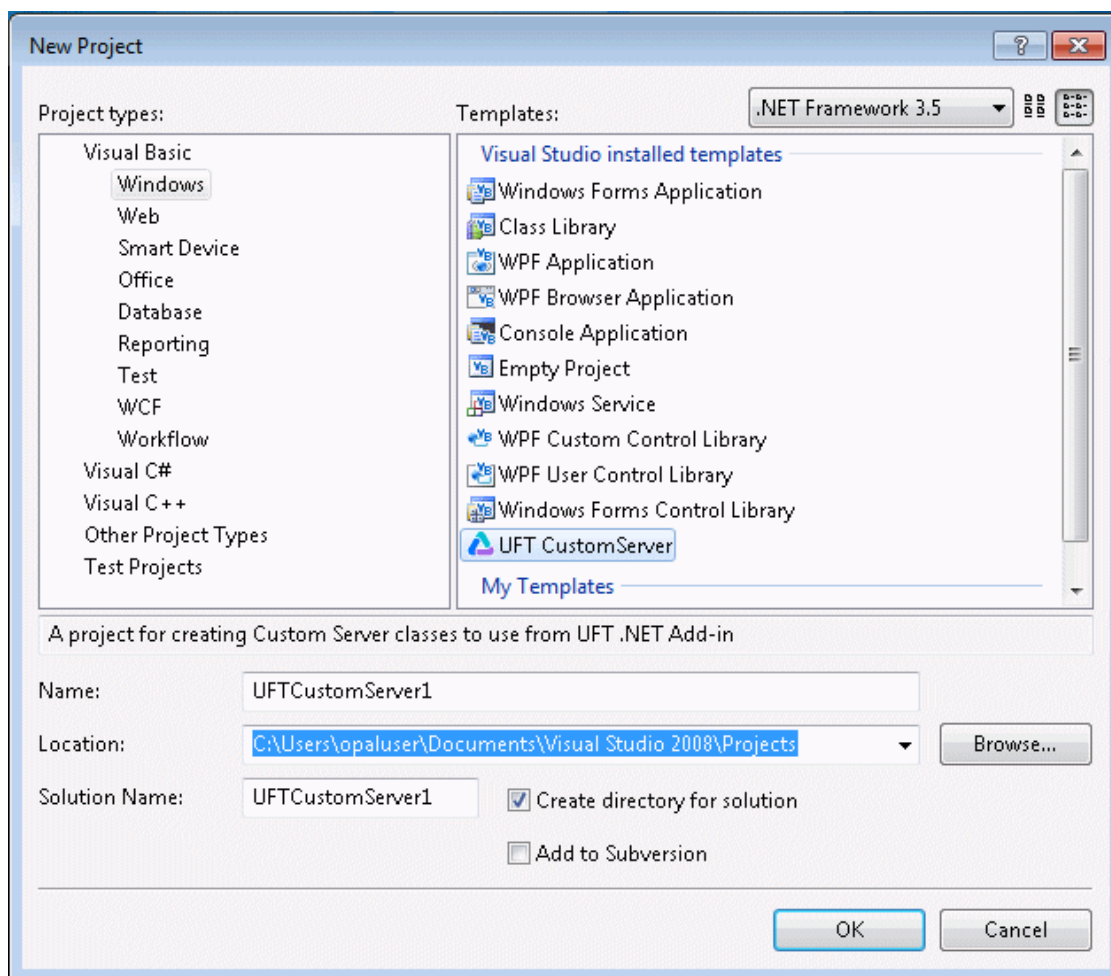 New Project
Project types:
Templates:
.NET Framework 3.5
Visual Basic
Windows
Web
Smart Device
Office
Database
Reporting
Test
WCF
Workflow
Visual C#
Visual C++
Other Project Types
Test Projects
Visual Studio installed templates
Windows Forms Application
Class Library
WPF Application
WPF Browser Application
Console Application
Empty Project
Windows Service
WPF Custom Control Library
WPF User Control Library
Windows Forms Control Library
UFT CustomServer
My Templates
A project for creating Custom Server classes to use from UFT .NET Add-in
Name:
UFTCustomServer1
Location:
C:\Users\opaluser\Documents\Visual Studio 2008\Projects
Browse...
Solution Name:
UFTCustomServer1
Create directory for solution
Add to Subversion
OK
Cancel